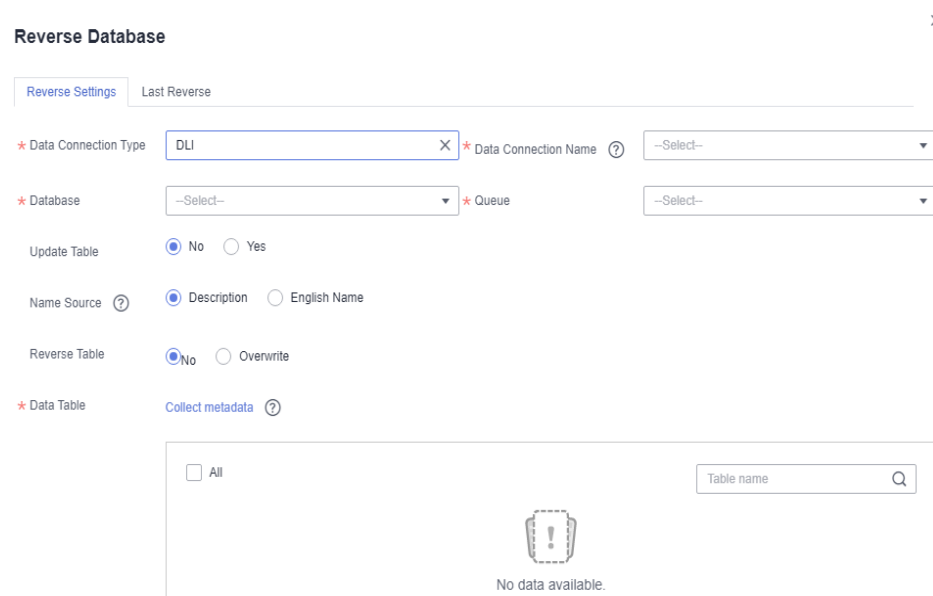 Reverse Database
Reverse Settings Last Reverse
* Data Connection Type DLI * Data Connection Name ? --Select--
* Database --Select-- * Queue --Select--
Update Table No Yes
Name Source ? Description English Name
Reverse Table No Overwrite
* Data Table Collect metadata ?
All Table name
!
No data available.